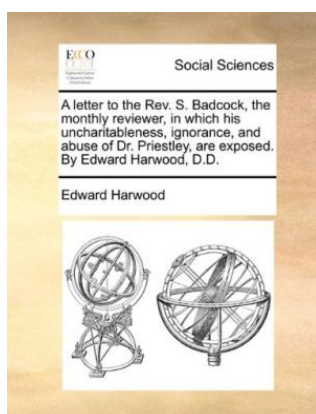 ECCO
Social Sciences
A letter to the Rev. S. Badcock, the
monthly reviewer, in which his
uncharitableness, ignorance, and
abuse of Dr. Priestley, are exposed.
By Edward Harwood, D.D.
Edward Harwood